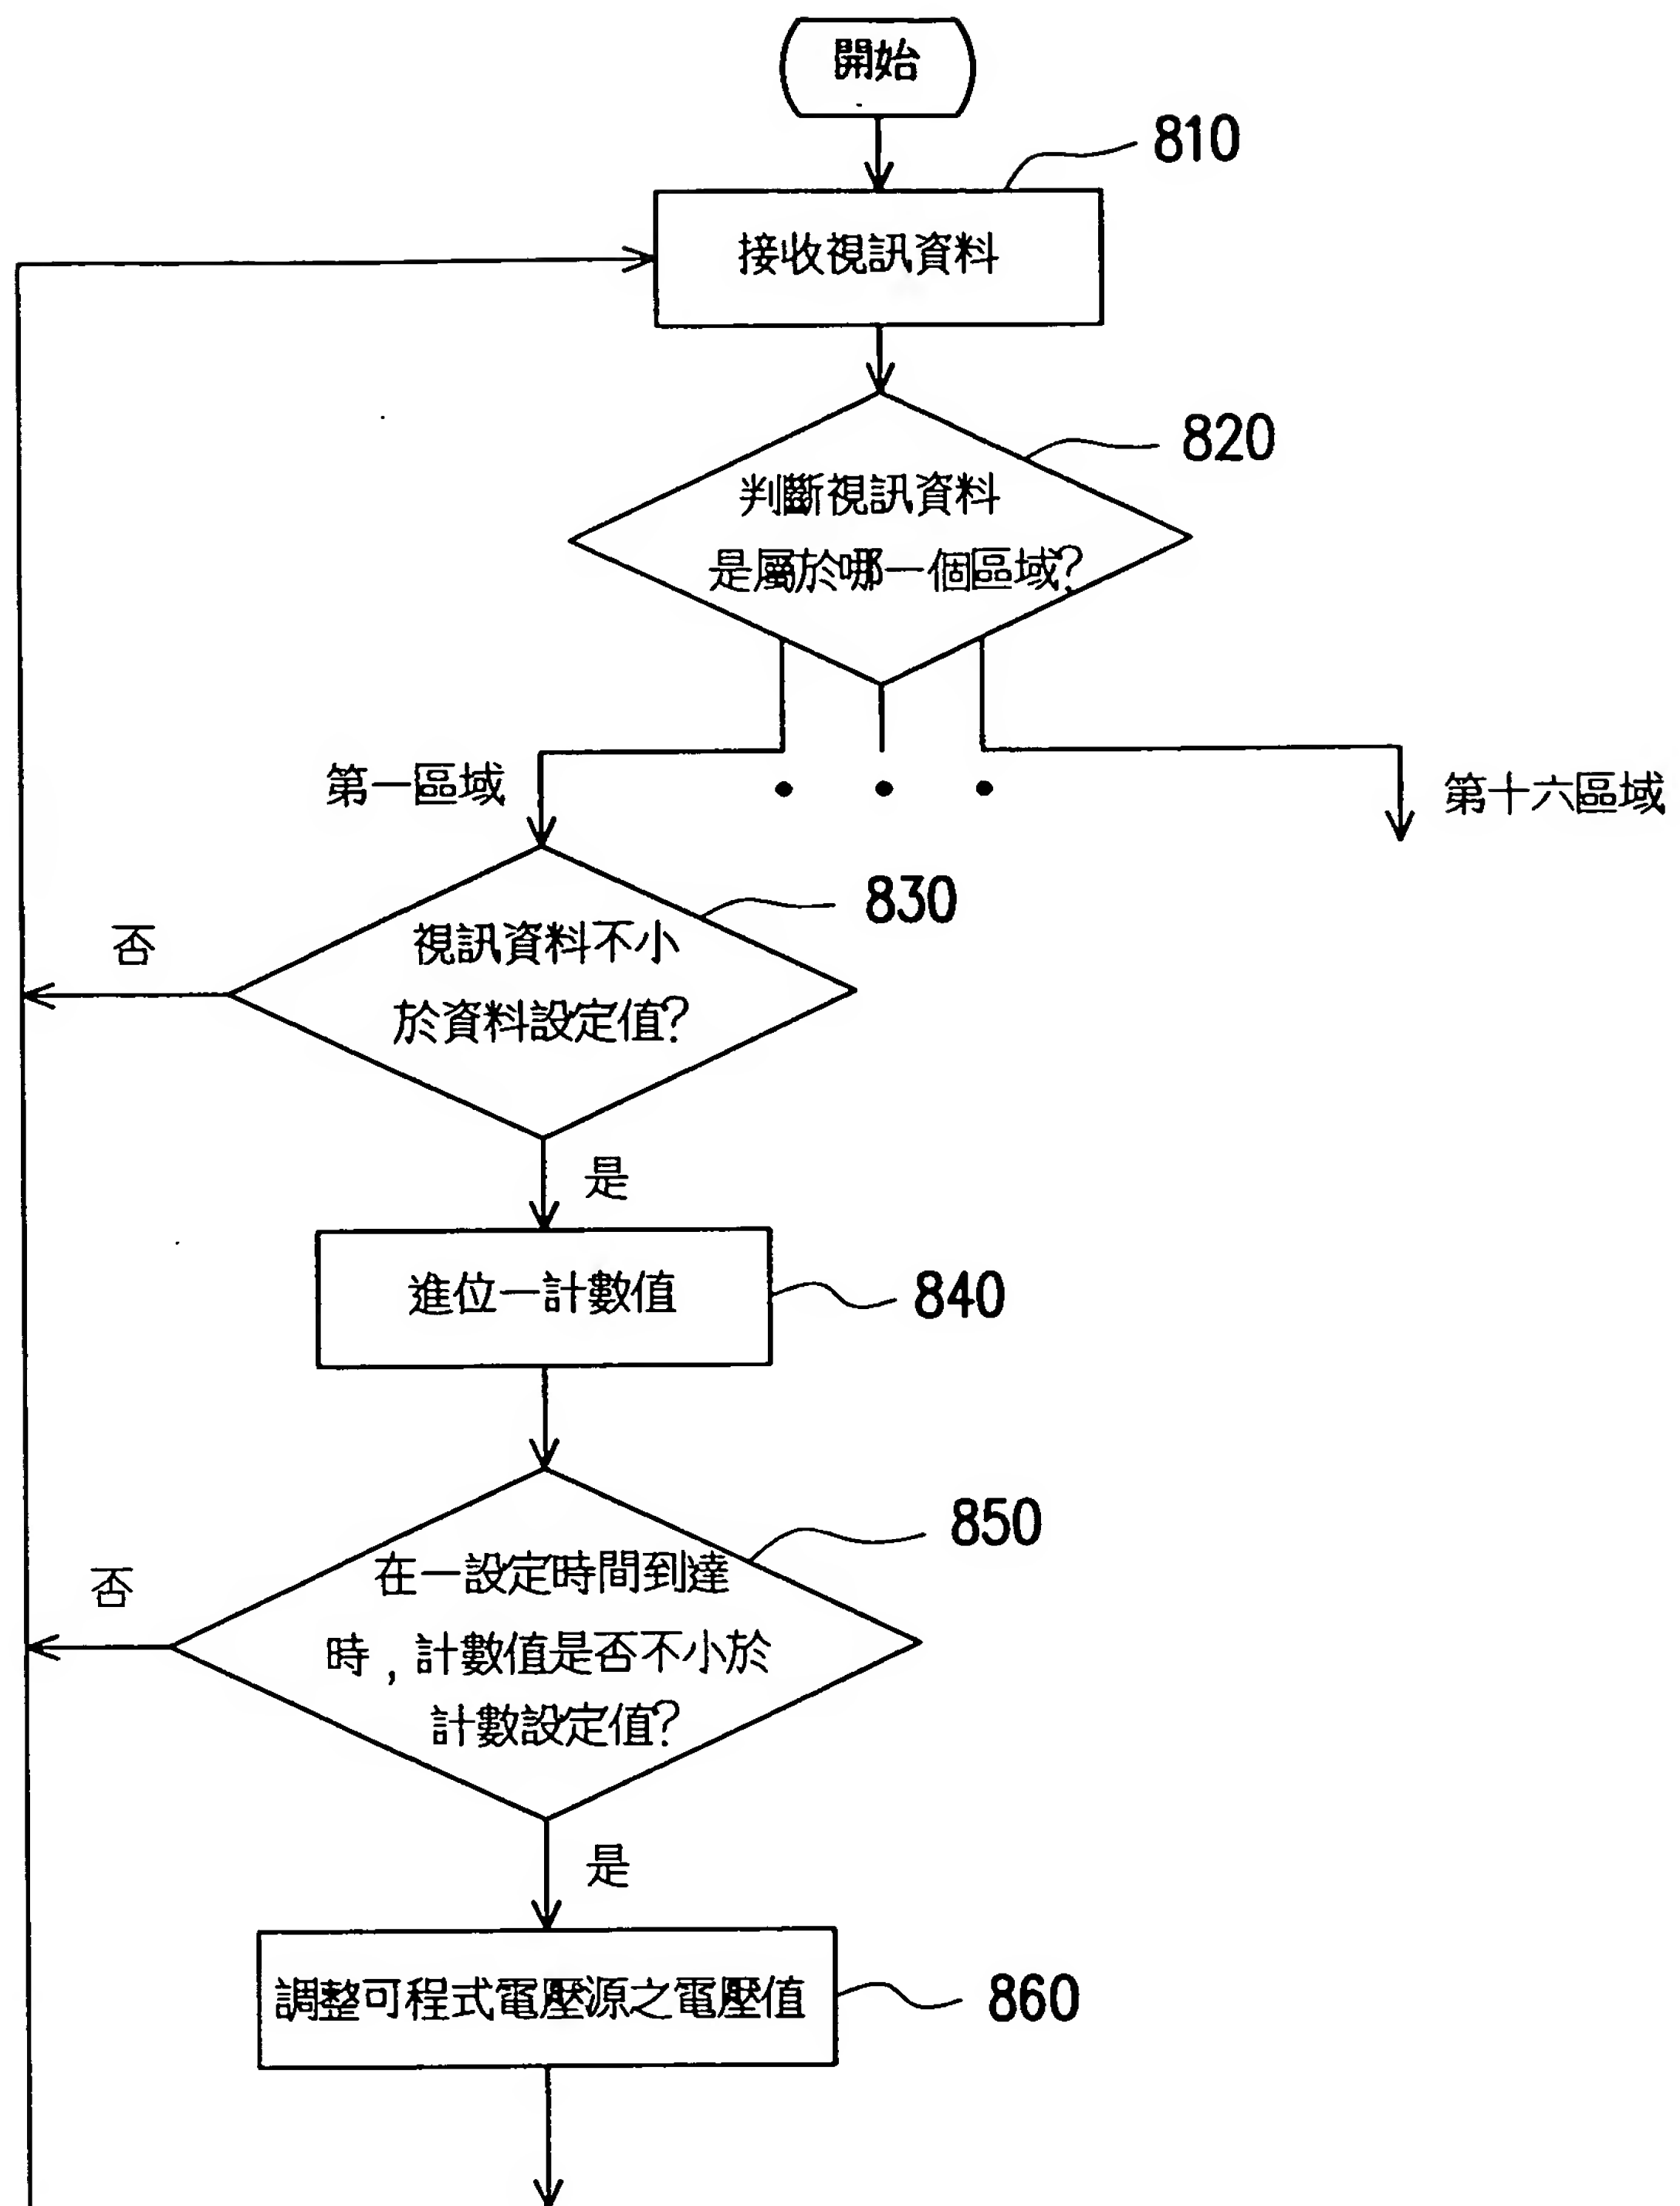 開始
810
接收視訊資料
820
判斷視訊資料
是屬於哪一個區域?
第一區域
第十六區域
830
視訊資料不小
於資料設定值?
否
是
進位一計數值
840
850
在一設定時間到達
時,計數值是否不小於
計數設定值?
否
是
調整可程式電壓源之電壓值
860